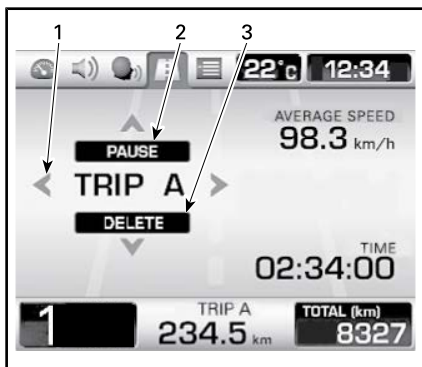 1 2 3
22°c 12:34
AVERAGE SPEED
98.3 km/h
PAUSE
TRIP A
DELETE
TIME
02:34:00
1
TRIP A
234.5 km
TOTAL (km)
8327